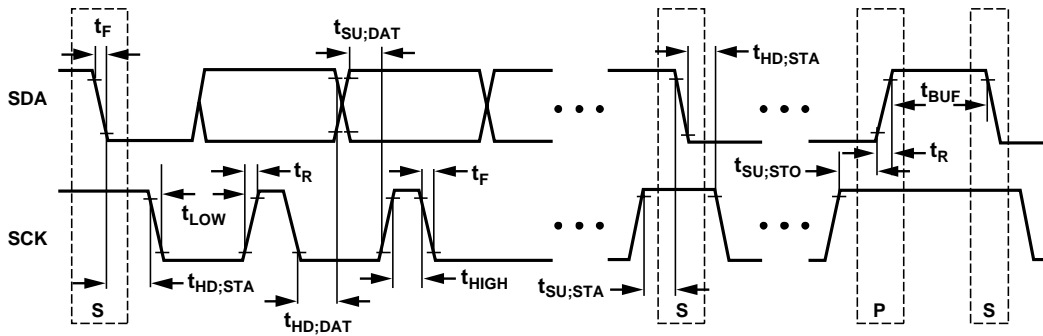 tF
tSU;DAT
tHD;STA
SDA
tBUF
tR
tF
tSU;STO
tR
tLOW
SCK
tHD;STA
tHIGH
tSU;STA
tHD;DAT
S
S
P
S